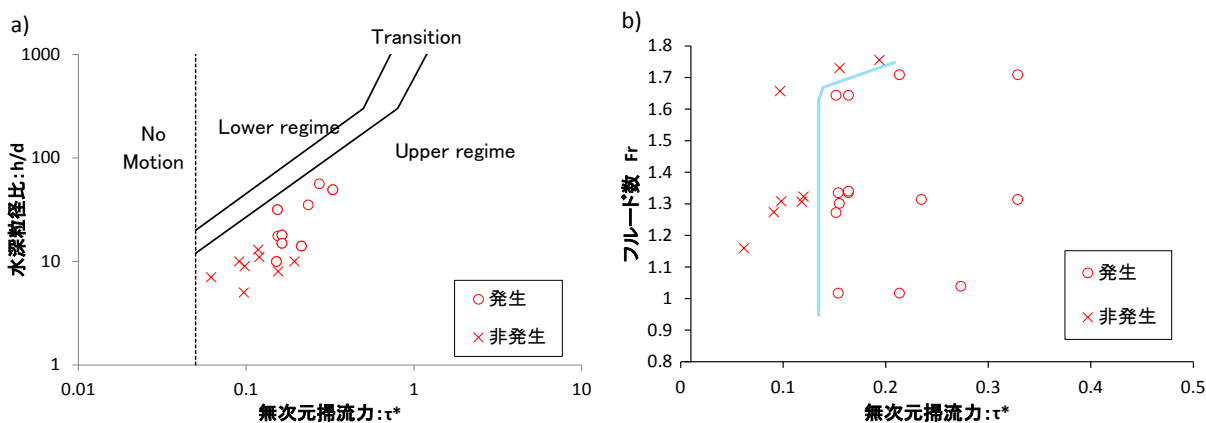 a)
1000
100
10
1
0.01
0.1
1
10
水深粒径比:h/d
無次元掃流力:τ*
Transition
Lower regime
No
Motion
Upper regime
発生
非発生
b)
1.8
1.7
1.6
1.5
1.4
1.3
1.2
1.1
1
0.9
0.8
0
0.1
0.2
0.3
0.4
0.5
フルード数 Fr
無次元掃流力:τ*
発生
非発生